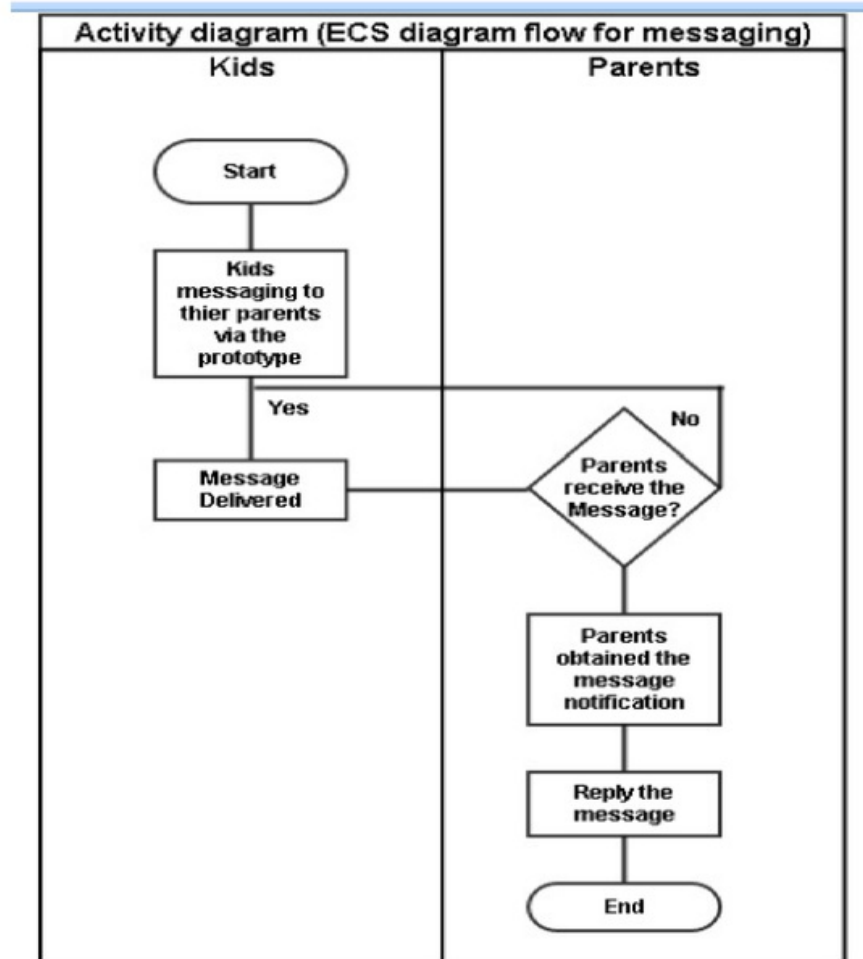 Activity diagram (ECS diagram flow for messaging)
Kids
Parents
Start
Kids
messaging to
thier parents
via the
prototype
Yes
No
Message
Delivered
Parents
receive the
Message?
Parents
obtained the
message
notification
Reply the
message
End